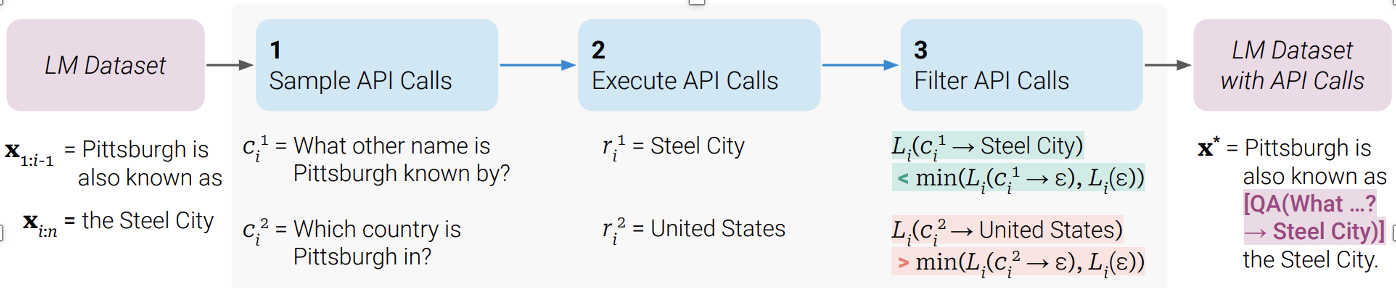 LM Dataset
1
Sample API Calls
2
Execute API Calls
3
Filter API Calls
LM Dataset
with API Calls
x1:i-1 = Pittsburgh is
also known as
xi:n = the Steel City
ci1 = What other name is
Pittsburgh known by?
ci2 = Which country is
Pittsburgh in?
ri1 = Steel City
ri2 = United States
Li(ci1 → Steel City)
< min(Li(ci1 → ε), Li(ε))
Li(ci2 → United States)
> min(Li(ci2 → ε), Li(ε))
x* = Pittsburgh is
also known as
[QA(What ...?
→ Steel City)]
the Steel City.